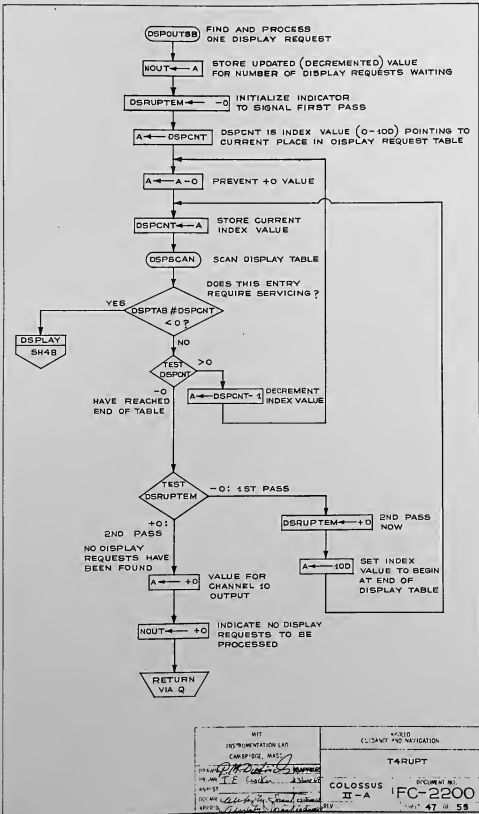 DSPOUTSB
FIND AND PROCESS
ONE DISPLAY REQUEST
NOUT ← A
STORE UPDATED (DECREMENTED) VALUE
FOR NUMBER OF DISPLAY REQUESTS WAITING
DSRUPTEM ← -0
INITIALIZE INDICATOR
TO SIGNAL FIRST PASS
A ← DSPCNT
DSPCNT IS INDEX VALUE (0-10D) POINTING TO
CURRENT PLACE IN DISPLAY REQUEST TABLE
A ← A-0
PREVENT +0 VALUE
DSPCNT ← A
STORE CURRENT
INDEX VALUE
DSPSCAN
SCAN DISPLAY TABLE
DOES THIS ENTRY
REQUIRE SERVICING?
YES
DSPTAB #DSPCNT
<0?
DSPLAY
SH48
NO
TEST
DSPCNT
>0
-0
HAVE REACHED
END OF TABLE
A ← DSPCNT-1
DECREMENT
INDEX VALUE
TEST
DSRUPTEM
-0: 1ST PASS
+0:
2ND PASS
NO DISPLAY
REQUESTS HAVE
BEEN FOUND
DSRUPTEM ← +0
2ND PASS
NOW
A ← 10D
SET INDEX
VALUE TO BEGIN
AT END OF
DISPLAY TABLE
A ← +0
VALUE FOR
CHANNEL 10
OUTPUT
NOUT ← +0
INDICATE NO DISPLAY
REQUESTS TO BE
PROCESSED
RETURN
VIA Q
MIT
INSTRUMENTATION LAB
CAMBRIDGE, MASS.
APOLLO
GUIDANCE AND NAVIGATION
T4RUPT
COLOSSUS
II-A
DOCUMENT NO.
FC-2200
REV
SHEET 47 OF 55